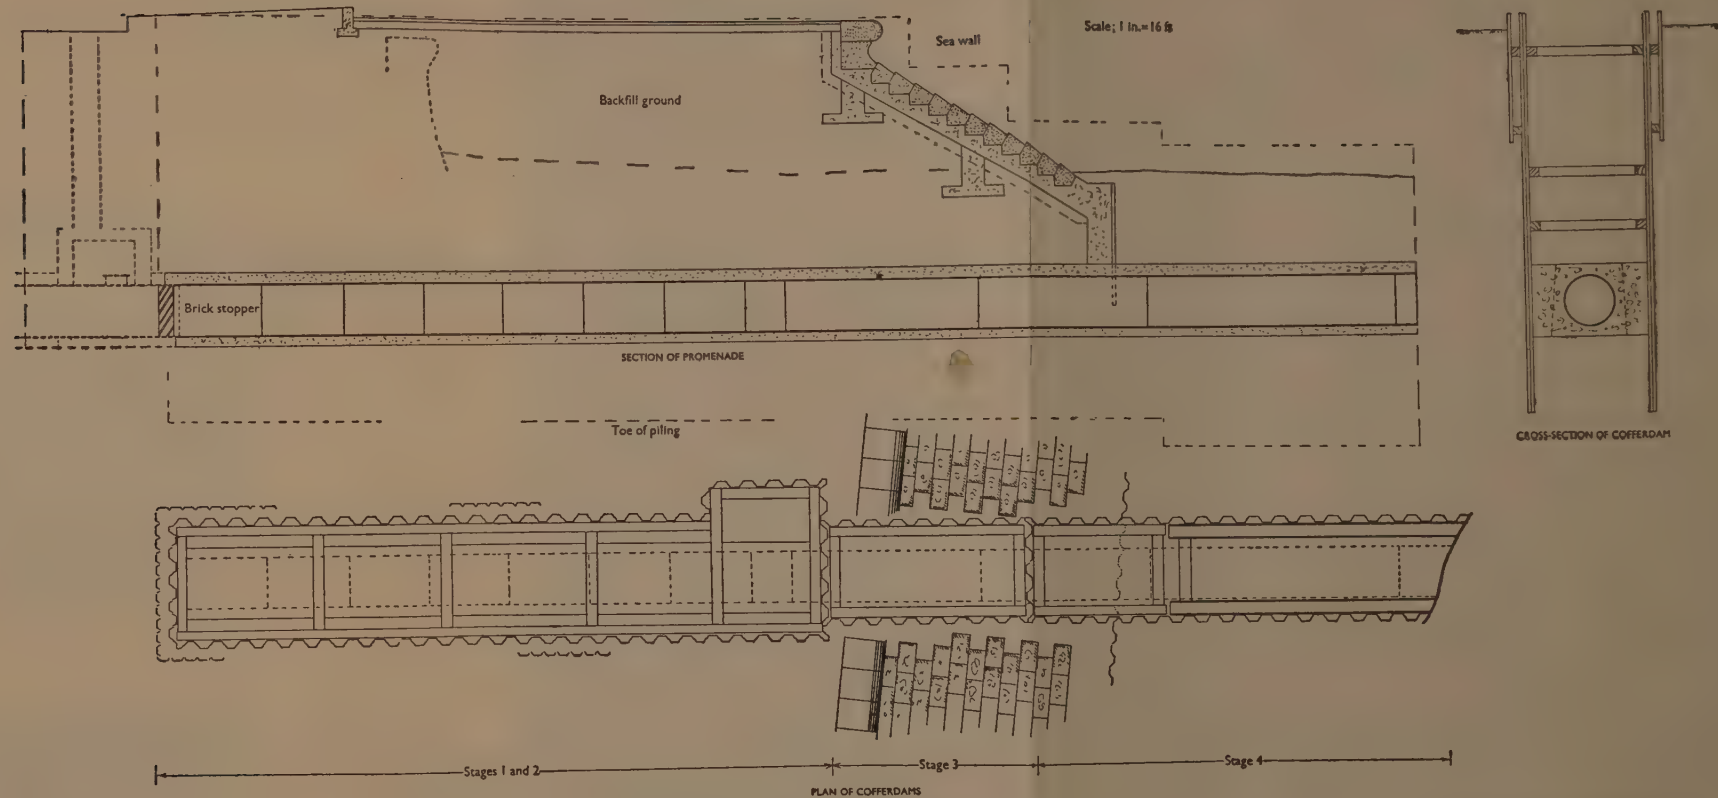 Scale; 1 in.=16 ft
Sea wall
Backfill ground
Brick stopper
SECTION OF PROMENADE
Toe of piling
CROSS-SECTION OF COFFERDAM
Stages 1 and 2
Stage 3
Stage 4
PLAN OF COFFERDAMS